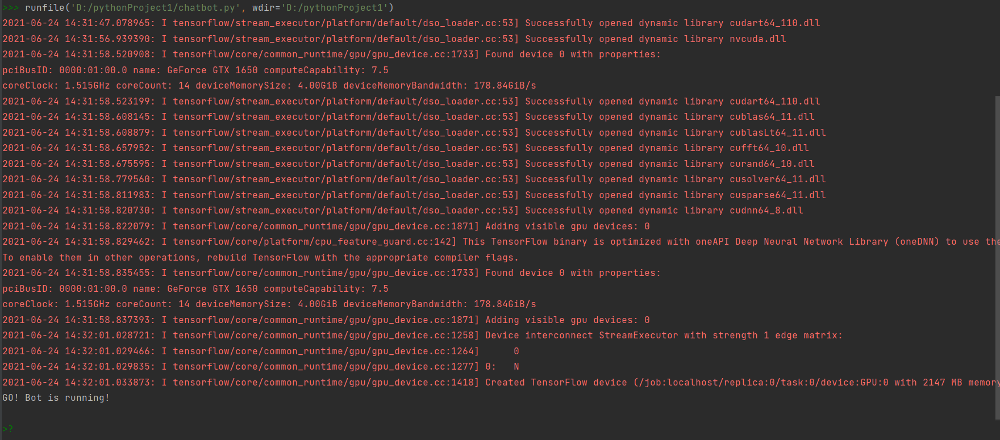 >>> runfile('D:/pythonProject1/chatbot.py', wdir='D:/pythonProject1')
2021-06-24 14:31:47.078965: I tensorflow/stream_executor/platform/default/dso_loader.cc:53] Successfully opened dynamic library cudart64_110.dll
2021-06-24 14:31:56.939390: I tensorflow/stream_executor/platform/default/dso_loader.cc:53] Successfully opened dynamic library nvcuda.dll
2021-06-24 14:31:58.520908: I tensorflow/core/common_runtime/gpu/gpu_device.cc:1733] Found device 0 with properties:
pciBusID: 0000:01:00.0 name: GeForce GTX 1650 computeCapability: 7.5
coreClock: 1.515GHz coreCount: 14 deviceMemorySize: 4.00GiB deviceMemoryBandwidth: 178.84GiB/s
2021-06-24 14:31:58.523199: I tensorflow/stream_executor/platform/default/dso_loader.cc:53] Successfully opened dynamic library cudart64_110.dll
2021-06-24 14:31:58.608145: I tensorflow/stream_executor/platform/default/dso_loader.cc:53] Successfully opened dynamic library cublas64_11.dll
2021-06-24 14:31:58.608879: I tensorflow/stream_executor/platform/default/dso_loader.cc:53] Successfully opened dynamic library cublasLt64_11.dll
2021-06-24 14:31:58.657952: I tensorflow/stream_executor/platform/default/dso_loader.cc:53] Successfully opened dynamic library cufft64_10.dll
2021-06-24 14:31:58.675595: I tensorflow/stream_executor/platform/default/dso_loader.cc:53] Successfully opened dynamic library curand64_10.dll
2021-06-24 14:31:58.779560: I tensorflow/stream_executor/platform/default/dso_loader.cc:53] Successfully opened dynamic library cusolver64_11.dll
2021-06-24 14:31:58.811983: I tensorflow/stream_executor/platform/default/dso_loader.cc:53] Successfully opened dynamic library cusparse64_11.dll
2021-06-24 14:31:58.820730: I tensorflow/stream_executor/platform/default/dso_loader.cc:53] Successfully opened dynamic library cudnn64_8.dll
2021-06-24 14:31:58.822079: I tensorflow/core/common_runtime/gpu/gpu_device.cc:1871] Adding visible gpu devices: 0
2021-06-24 14:31:58.829462: I tensorflow/core/platform/cpu_feature_guard.cc:142] This TensorFlow binary is optimized with oneAPI Deep Neural Network Library (oneDNN) to use the
To enable them in other operations, rebuild TensorFlow with the appropriate compiler flags.
2021-06-24 14:31:58.835455: I tensorflow/core/common_runtime/gpu/gpu_device.cc:1733] Found device 0 with properties:
pciBusID: 0000:01:00.0 name: GeForce GTX 1650 computeCapability: 7.5
coreClock: 1.515GHz coreCount: 14 deviceMemorySize: 4.00GiB deviceMemoryBandwidth: 178.84GiB/s
2021-06-24 14:31:58.837393: I tensorflow/core/common_runtime/gpu/gpu_device.cc:1871] Adding visible gpu devices: 0
2021-06-24 14:32:01.028721: I tensorflow/core/common_runtime/gpu/gpu_device.cc:1258] Device interconnect StreamExecutor with strength 1 edge matrix:
2021-06-24 14:32:01.029466: I tensorflow/core/common_runtime/gpu/gpu_device.cc:1264]      0
2021-06-24 14:32:01.029835: I tensorflow/core/common_runtime/gpu/gpu_device.cc:1277] 0:   N
2021-06-24 14:32:01.033873: I tensorflow/core/common_runtime/gpu/gpu_device.cc:1418] Created TensorFlow device (/job:localhost/replica:0/task:0/device:GPU:0 with 2147 MB memory
GO! Bot is running!
>?